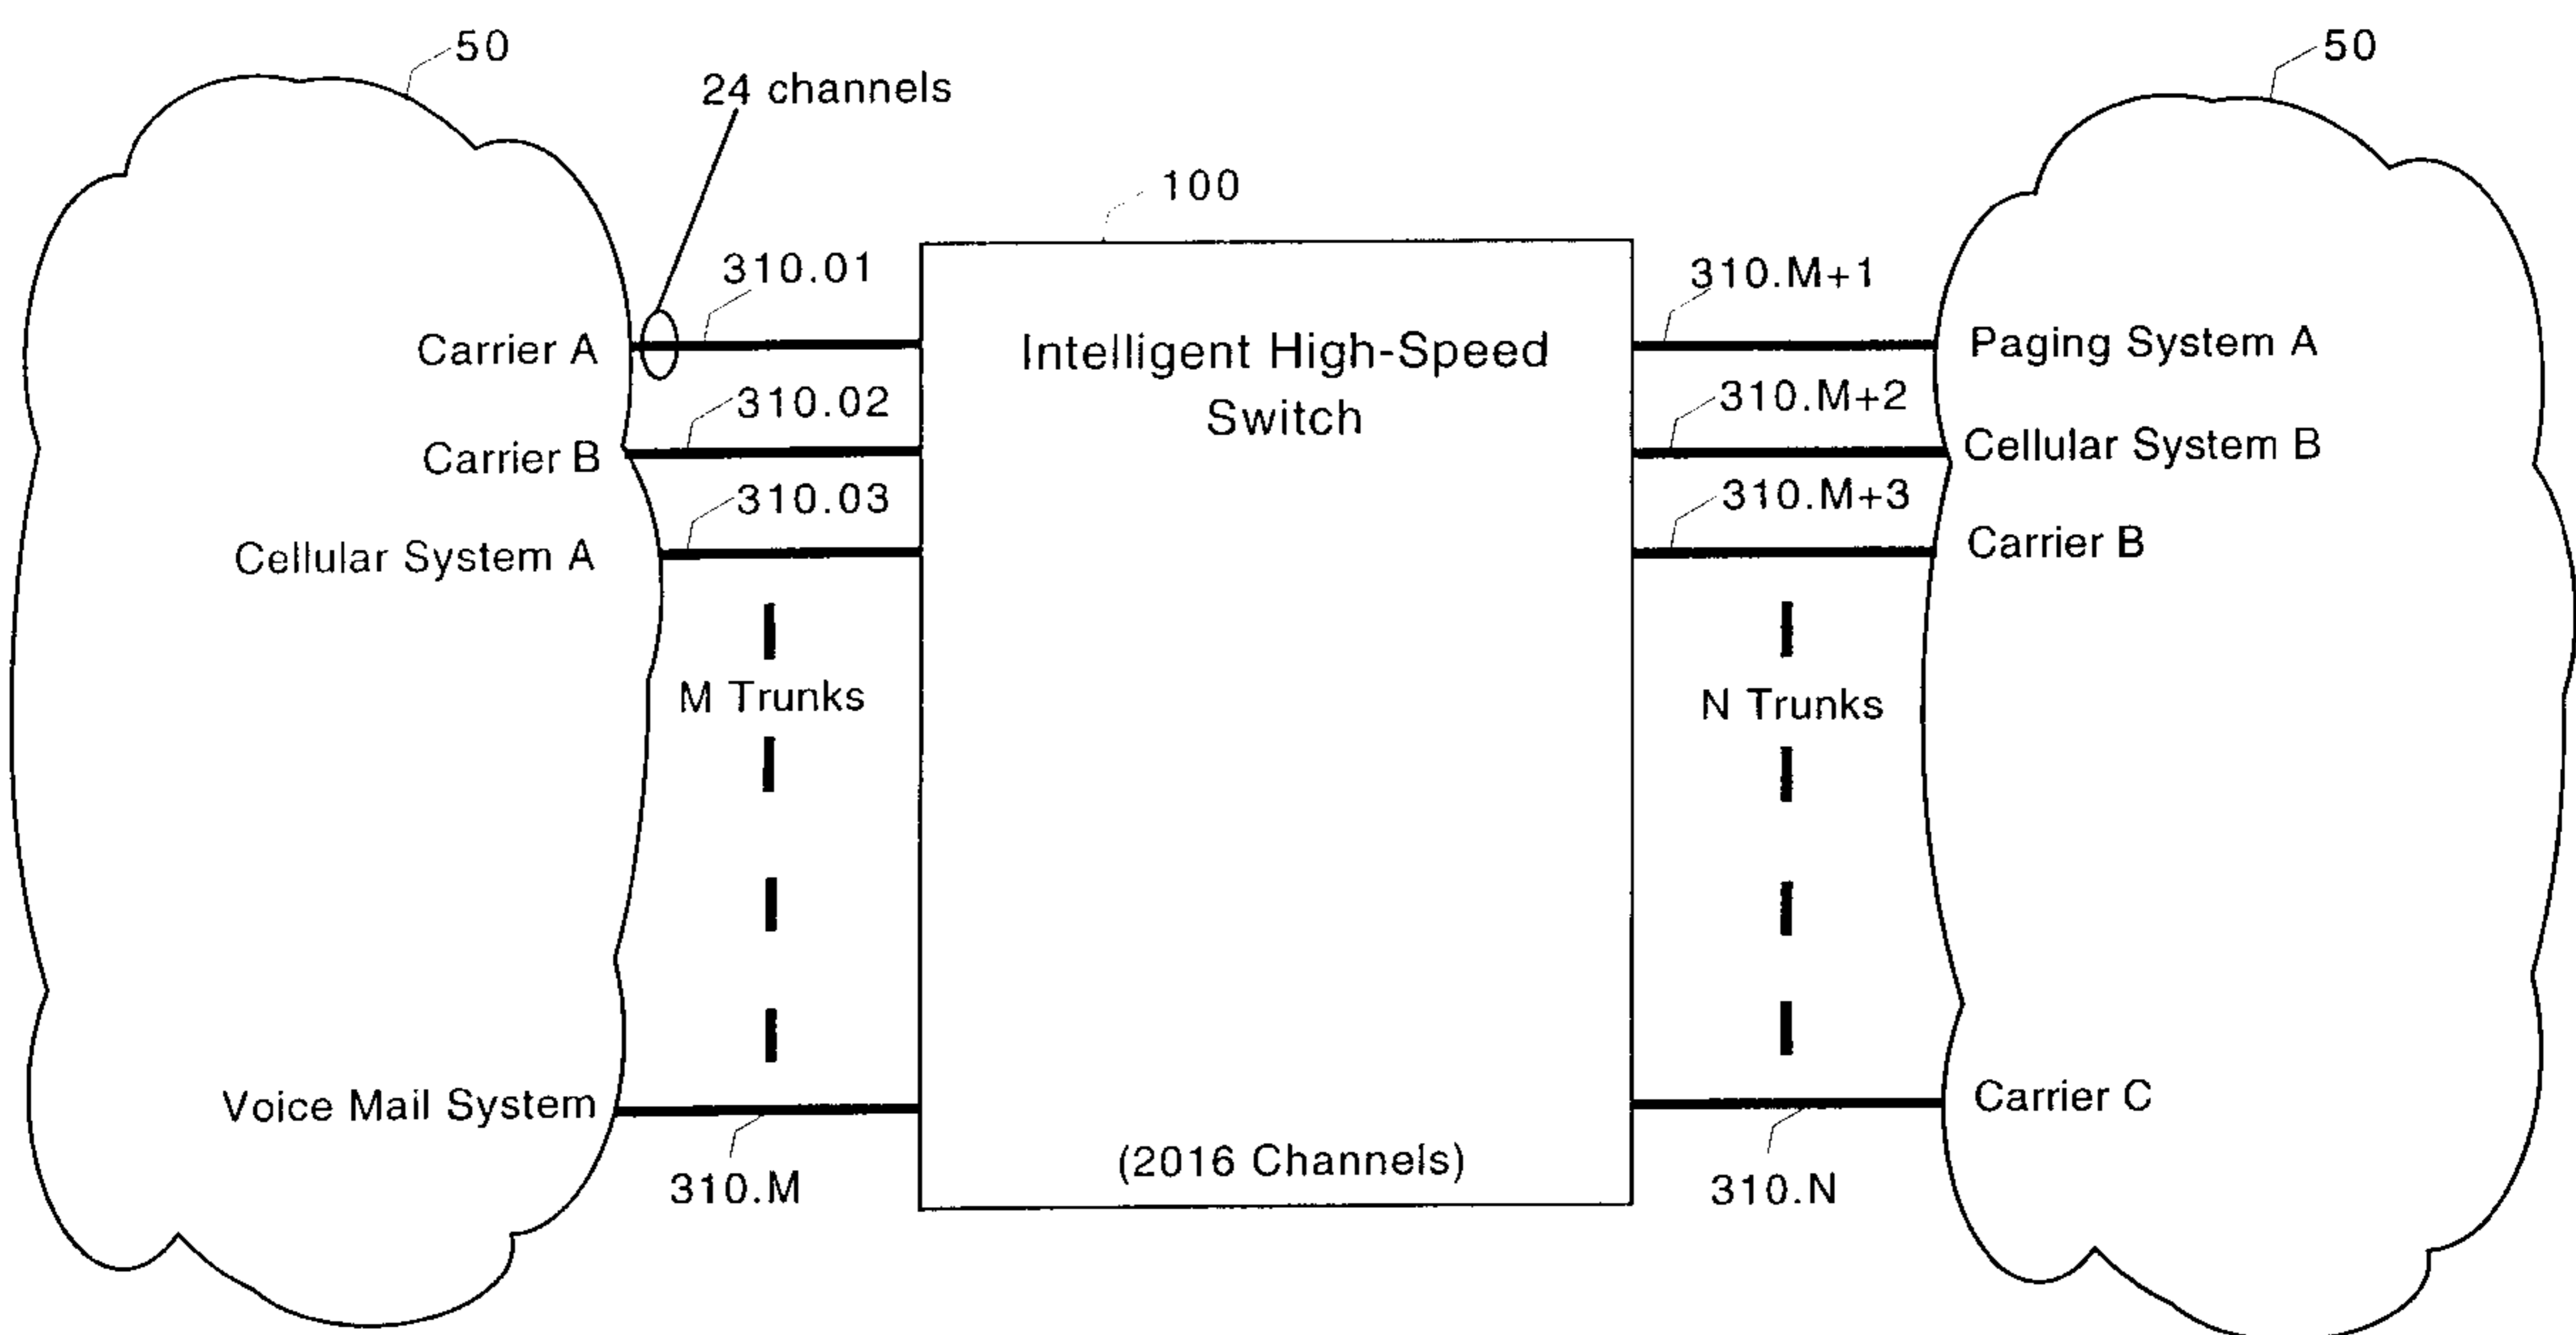 50
50
24 channels
100
310.01
310.M+1
Carrier A
Intelligent High-Speed
Switch
Paging System A
310.02
310.M+2
Carrier B
Cellular System B
310.03
310.M+3
Cellular System A
Carrier B
M Trunks
N Trunks
Voice Mail System
Carrier C
(2016 Channels)
310.M
310.N